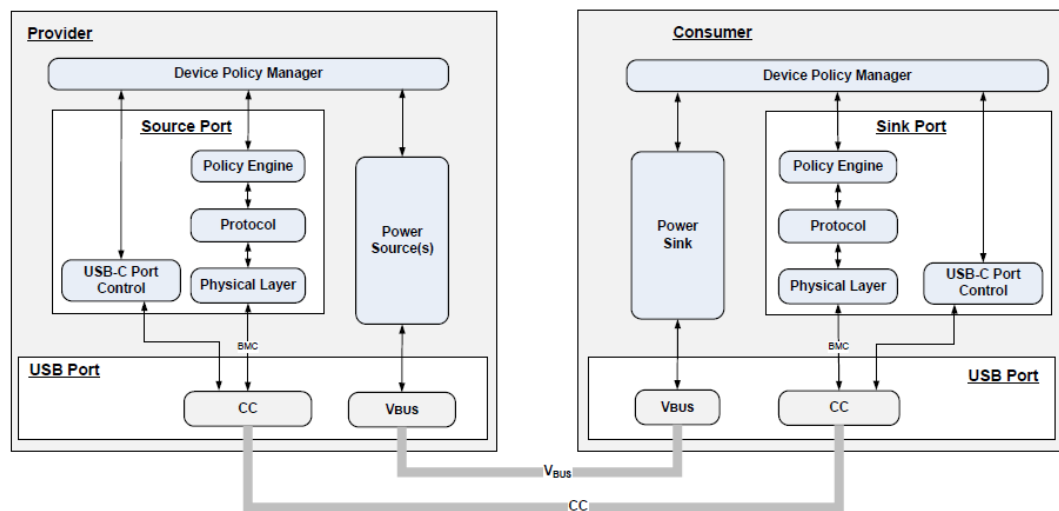 Provider
Device Policy Manager
Source Port
Policy Engine
Protocol
USB-C Port
Control
Physical Layer
Power
Source(s)
BMC
USB Port
CC
VBUS
Consumer
Device Policy Manager
Power
Sink
Sink Port
Policy Engine
Protocol
Physical Layer
USB-C Port
Control
BMC
USB Port
VBUS
CC
VBUS
CC